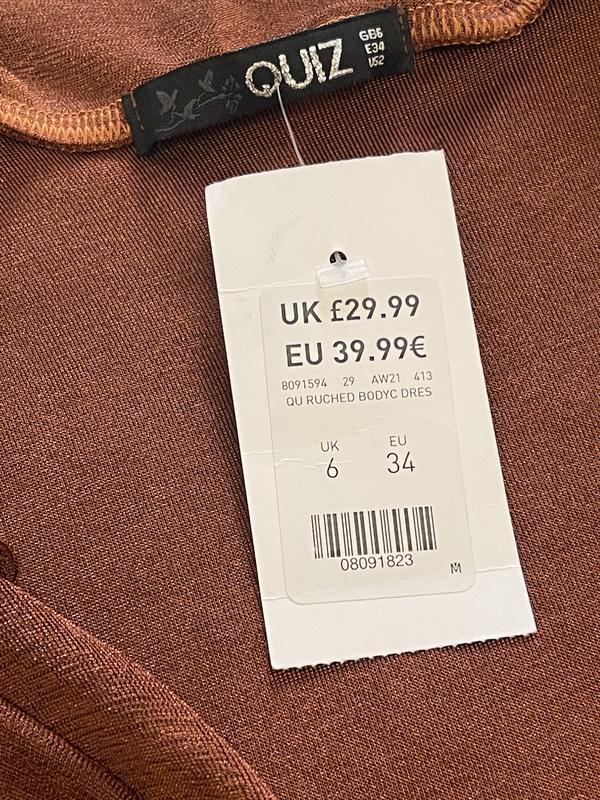 QUIZ
GB6
E34
US2
UK £29.99
EU 39.99€
8091594 29 AW21 413
QU RUCHED BODYC DRES
UK EU
6 34
08091823
M